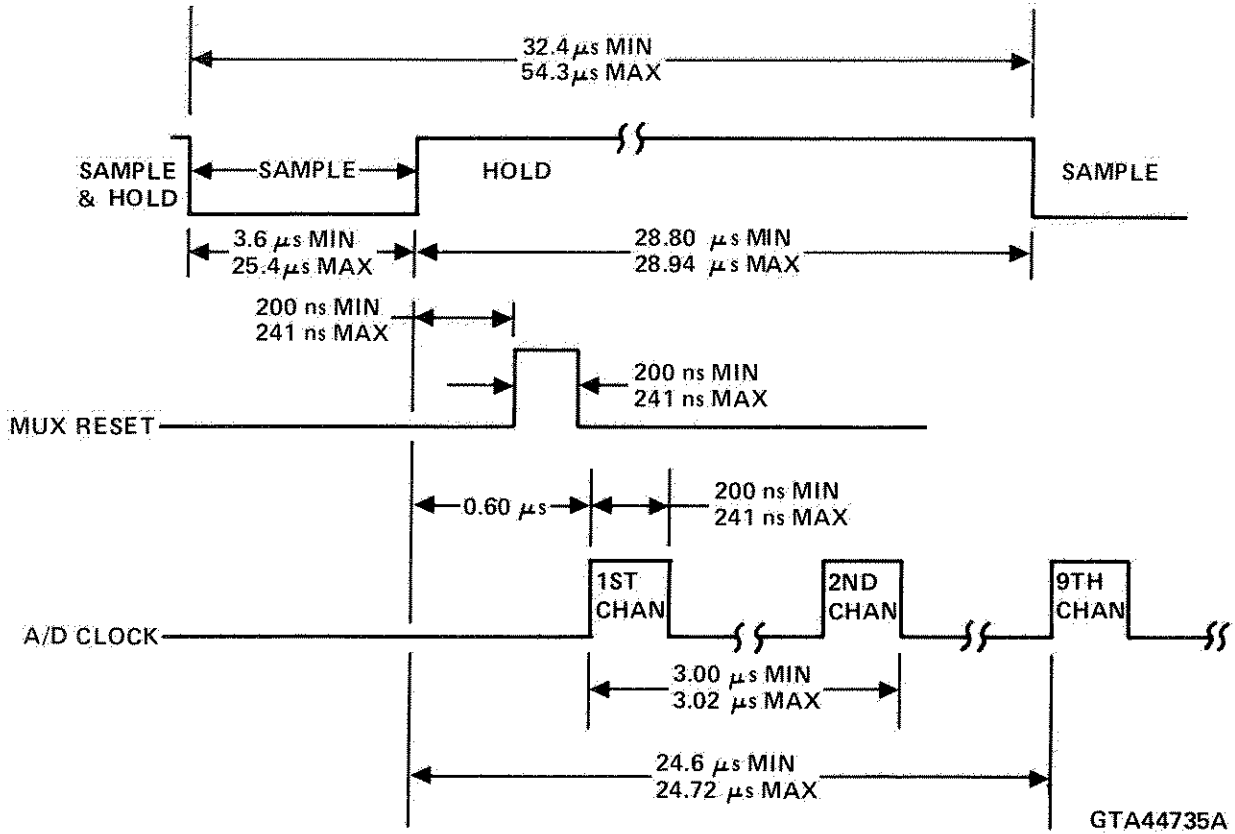 32.4 μs MIN
54.3 μs MAX
SAMPLE
& HOLD
SAMPLE
HOLD
SAMPLE
3.6 μs MIN
25.4 μs MAX
28.80 μs MIN
28.94 μs MAX
200 ns MIN
241 ns MAX
200 ns MIN
241 ns MAX
MUX RESET
0.60 μs
200 ns MIN
241 ns MAX
1ST
CHAN
2ND
CHAN
9TH
CHAN
A/D CLOCK
3.00 μs MIN
3.02 μs MAX
24.6 μs MIN
24.72 μs MAX
GTA44735A